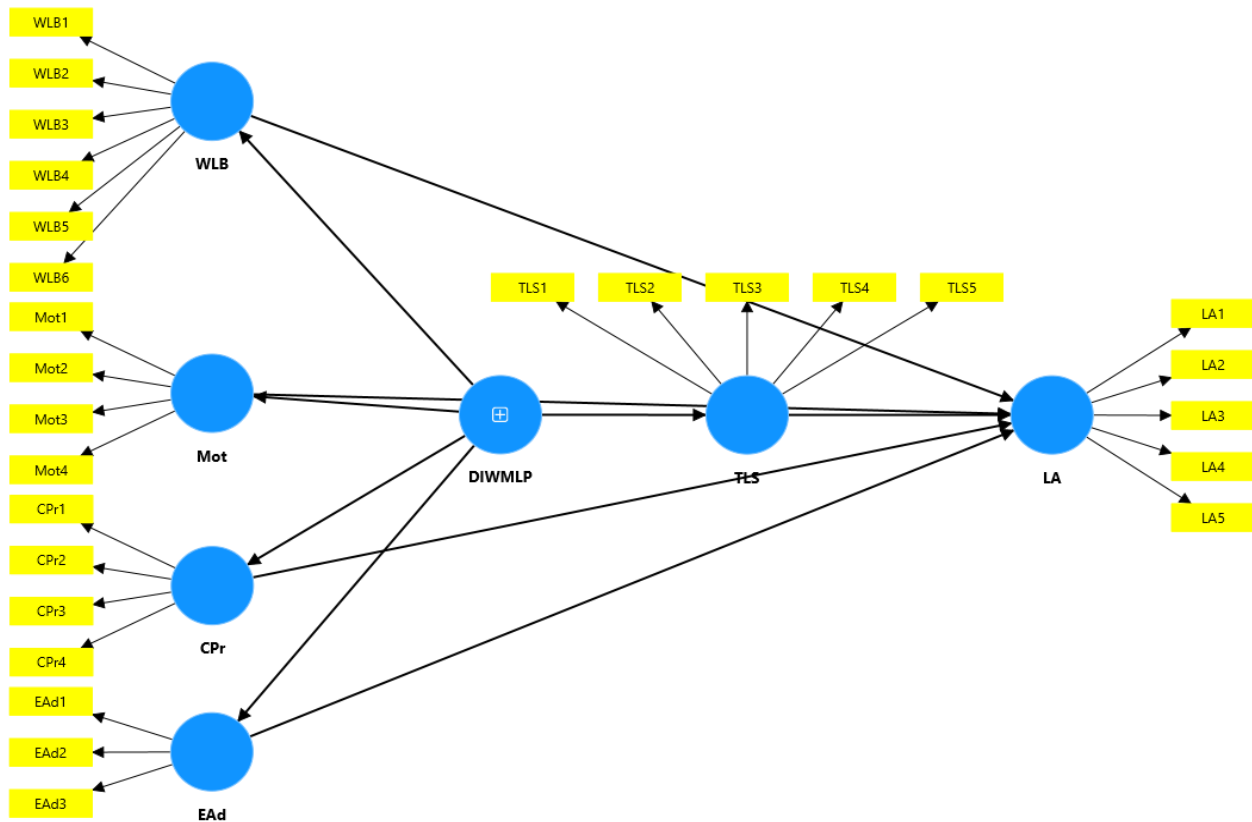 WLB1
WLB2
WLB3
WLB4
WLB5
WLB6
WLB
Mot1
Mot2
Mot3
Mot4
Mot
CPr1
CPr2
CPr3
CPr4
CPr
EAd1
EAd2
EAd3
EAd
DIWMLP
TLS1
TLS2
TLS3
TLS4
TLS5
TLS
LA1
LA2
LA3
LA4
LA5
LA